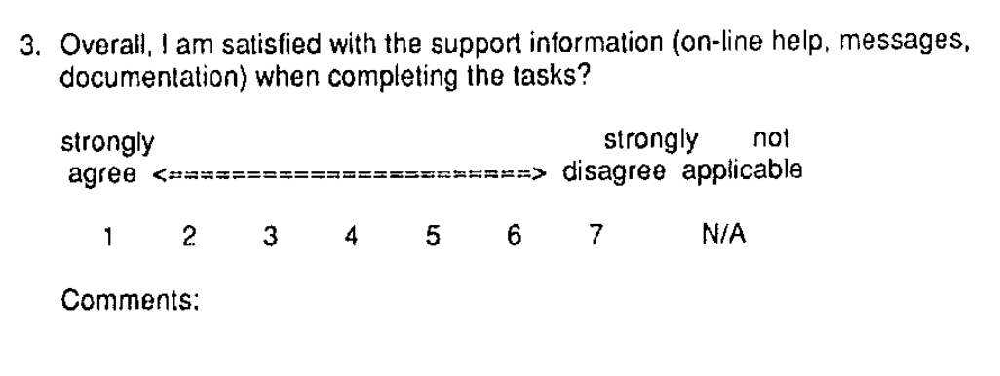 3. Overall, I am satisfied with the support information (on-line help, messages,
documentation) when completing the tasks?
strongly strongly not
agree <=======================> disagree applicable
1 2 3 4 5 6 7 N/A
Comments: